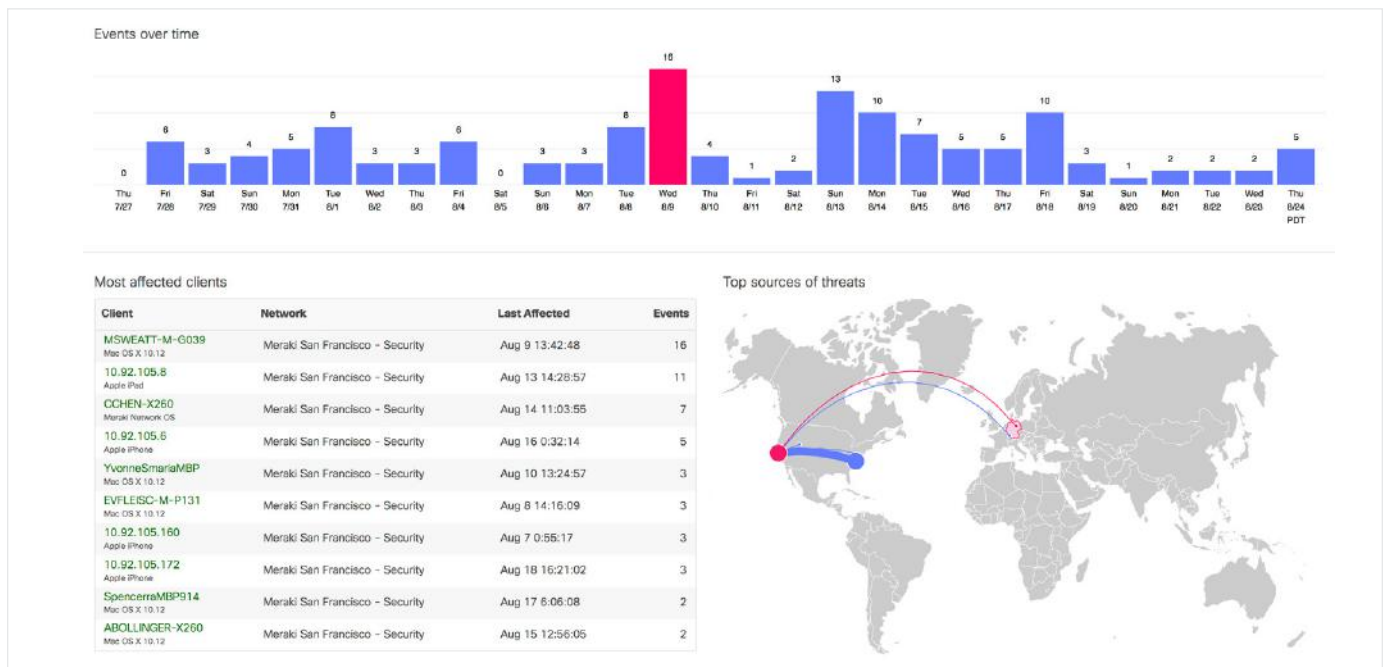 Events over time
0 6 3 4 5 8 3 3 6 0 3 3 8 16 4 1 2 13 10 7 5 5 10 3 1 2 2 2 5
Thu Fri Sat Sun Mon Tue Wed Thu Fri Sat Sun Mon Tue Wed Thu Fri Sat Sun Mon Tue Wed Thu Fri Sat Sun Mon Tue Wed Thu
7/27 7/28 7/29 7/30 7/31 8/1 8/2 8/3 8/4 8/5 8/6 8/7 8/8 8/9 8/10 8/11 8/12 8/13 8/14 8/15 8/16 8/17 8/18 8/19 8/20 8/21 8/22 8/23 8/24
PDT
Most affected clients
Client Network Last Affected Events
MSWEATT-M-G039 Meraki San Francisco - Security Aug 9 13:42:48 16
Mac OS X 10.12
10.92.105.8 Meraki San Francisco - Security Aug 13 14:28:57 11
Apple iPad
CCHEN-X260 Meraki San Francisco - Security Aug 14 11:03:55 7
Meraki Network OS
10.92.105.6 Meraki San Francisco - Security Aug 16 0:32:14 5
Apple iPhone
YvonneSmariaMBP Meraki San Francisco - Security Aug 10 13:24:57 3
Mac OS X 10.12
EVFLEISC-M-P131 Meraki San Francisco - Security Aug 8 14:16:09 3
Mac OS X 10.12
10.92.105.160 Meraki San Francisco - Security Aug 7 0:55:17 3
Apple iPhone
10.92.105.172 Meraki San Francisco - Security Aug 18 16:21:02 3
Apple iPhone
SpencerraMBP914 Meraki San Francisco - Security Aug 17 6:06:08 2
Mac OS X 10.12
ABOLLINGER-X260 Meraki San Francisco - Security Aug 15 12:56:05 2
Mac OS X 10.12
Top sources of threats